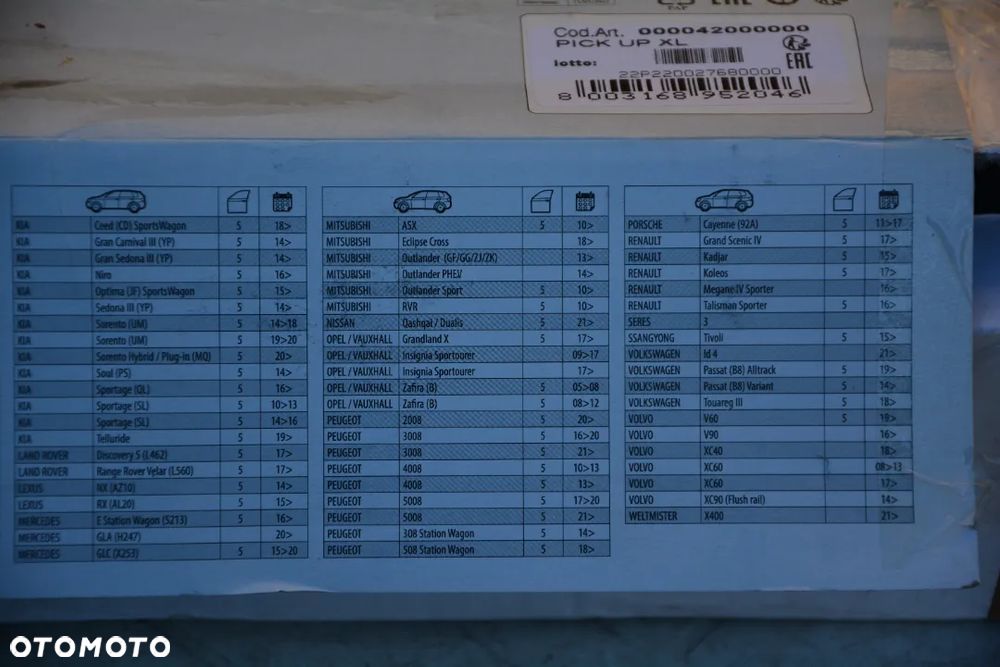 PAP
EAC
Cod.Art. 000042000000
PICK UP XL
lotto:
EAC
22P220027680000
8 003168 952046
KIA Ceed (CD) SportsWagon 5 18>
KIA Gran Carnival III (YP) 5 14>
KIA Gran Sedona III (YP) 5 14>
KIA Niro 5 16>
KIA Optima (JF) SportsWagon 5 15>
KIA Sedona III (YP) 5 14>
KIA Sorento (UM) 5 14>18
KIA Sorento (UM) 5 19>20
KIA Sorento Hybrid / Plug-in (MQ) 5 20>
KIA Soul (PS) 5 14>
KIA Sportage (QL) 5 16>
KIA Sportage (SL) 5 10>13
KIA Sportage (SL) 5 14>16
KIA Telluride 5 19>
LAND ROVER Discovery 5 (L462) 5 17>
LAND ROVER Range Rover Velar (L560) 5 17>
LEXUS NX (AZ10) 5 14>
LEXUS RX (AL20) 5 15>
MERCEDES E Station Wagon (S213) 5 16>
MERCEDES GLA (H247) 20>
MERCEDES GLC (X253) 5 15>20
MITSUBISHI ASX 5 10>
MITSUBISHI Eclipse Cross 18>
MITSUBISHI Outlander (GF/GG/ZJ/ZK) 13>
MITSUBISHI Outlander PHEV 14>
MITSUBISHI Outlander Sport 5 10>
MITSUBISHI RVR 5 10>
NISSAN Qashqai / Dualis 5 21>
OPEL / VAUXHALL Grandland X 5 17>
OPEL / VAUXHALL Insignia Sportourer 09>17
OPEL / VAUXHALL Insignia Sportourer 17>
OPEL / VAUXHALL Zafira (B) 5 05>08
OPEL / VAUXHALL Zafira (B) 5 08>12
PEUGEOT 2008 5 20>
PEUGEOT 3008 5 16>20
PEUGEOT 3008 5 21>
PEUGEOT 4008 5 10>13
PEUGEOT 4008 5 13>
PEUGEOT 5008 5 17>20
PEUGEOT 5008 5 21>
PEUGEOT 308 Station Wagon 5 14>
PEUGEOT 508 Station Wagon 5 18>
PORSCHE Cayenne (92A) 5 11>17
RENAULT Grand Scenic IV 5 17>
RENAULT Kadjar 5 15>
RENAULT Koleos 5 17>
RENAULT Megane IV Sporter 16>
RENAULT Talisman Sporter 5 16>
SERES 3
SSANGYONG Tivoli 5 15>
VOLKSWAGEN Id 4 21>
VOLKSWAGEN Passat (B8) Alltrack 5 19>
VOLKSWAGEN Passat (B8) Variant 5 14>
VOLKSWAGEN Touareg III 5 18>
VOLVO V60 5 19>
VOLVO V90 16>
VOLVO XC40 18>
VOLVO XC60 08>13
VOLVO XC60 17>
VOLVO XC90 (Flush rail) 14>
WELTMISTER X400 21>
OTOMOTO